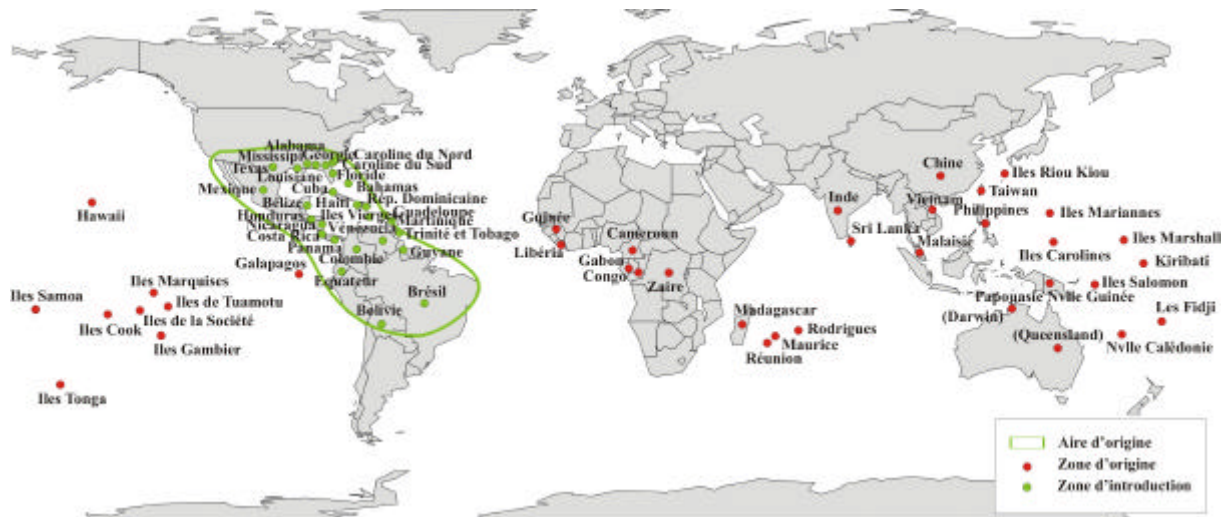 Alabama
Mississipi
Géorgie
Caroline du Nord
Caroline du Sud
Texas
Louisiane
Floride
Mexique
Cuba
Bahamas
Bélize
Haïti
Rép. Dominicaine
Honduras
Iles Vierges
Guadeloupe
Martinique
Nicaragua
Vénézuela
Trinité et Tobago
Costa Rica
Panama
Colombie
Guyane
Galapagos
Equateur
Brésil
Bolivie
Hawaii
Iles Marquises
Iles Samoa
Iles de Tuamotu
Iles de la Société
Iles Cook
Iles Gambier
Iles Tonga
Guinée
Libéria
Cameroun
Gabon
Congo
Zaire
Madagascar
Rodrigues
Maurice
Réunion
Inde
Sri Lanka
Chine
Iles Riou Kiou
Taiwan
Vietnam
Philippines
Malaisie
Iles Mariannes
Iles Marshall
Iles Carolines
Kiribati
Iles Salomon
Papouasie Nvlle Guinée
(Darwin)
Les Fidji
(Queensland)
Nvlle Calédonie
Aire d'origine
Zone d'origine
Zone d'introduction